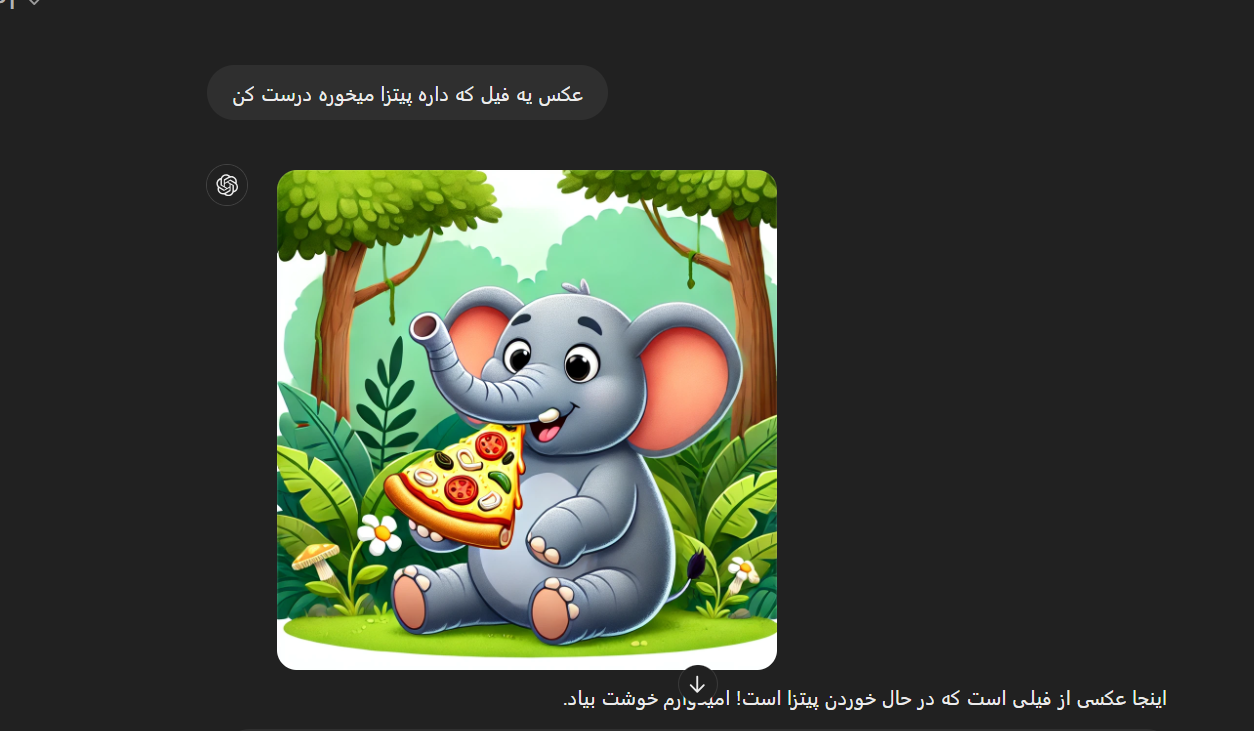 عکس یه فیل که داره پیتزا میخوره درست کن
اینجا عکسی از فیلی است که در حال خوردن پیتزا است! امیدوارم خوشت بیاد.